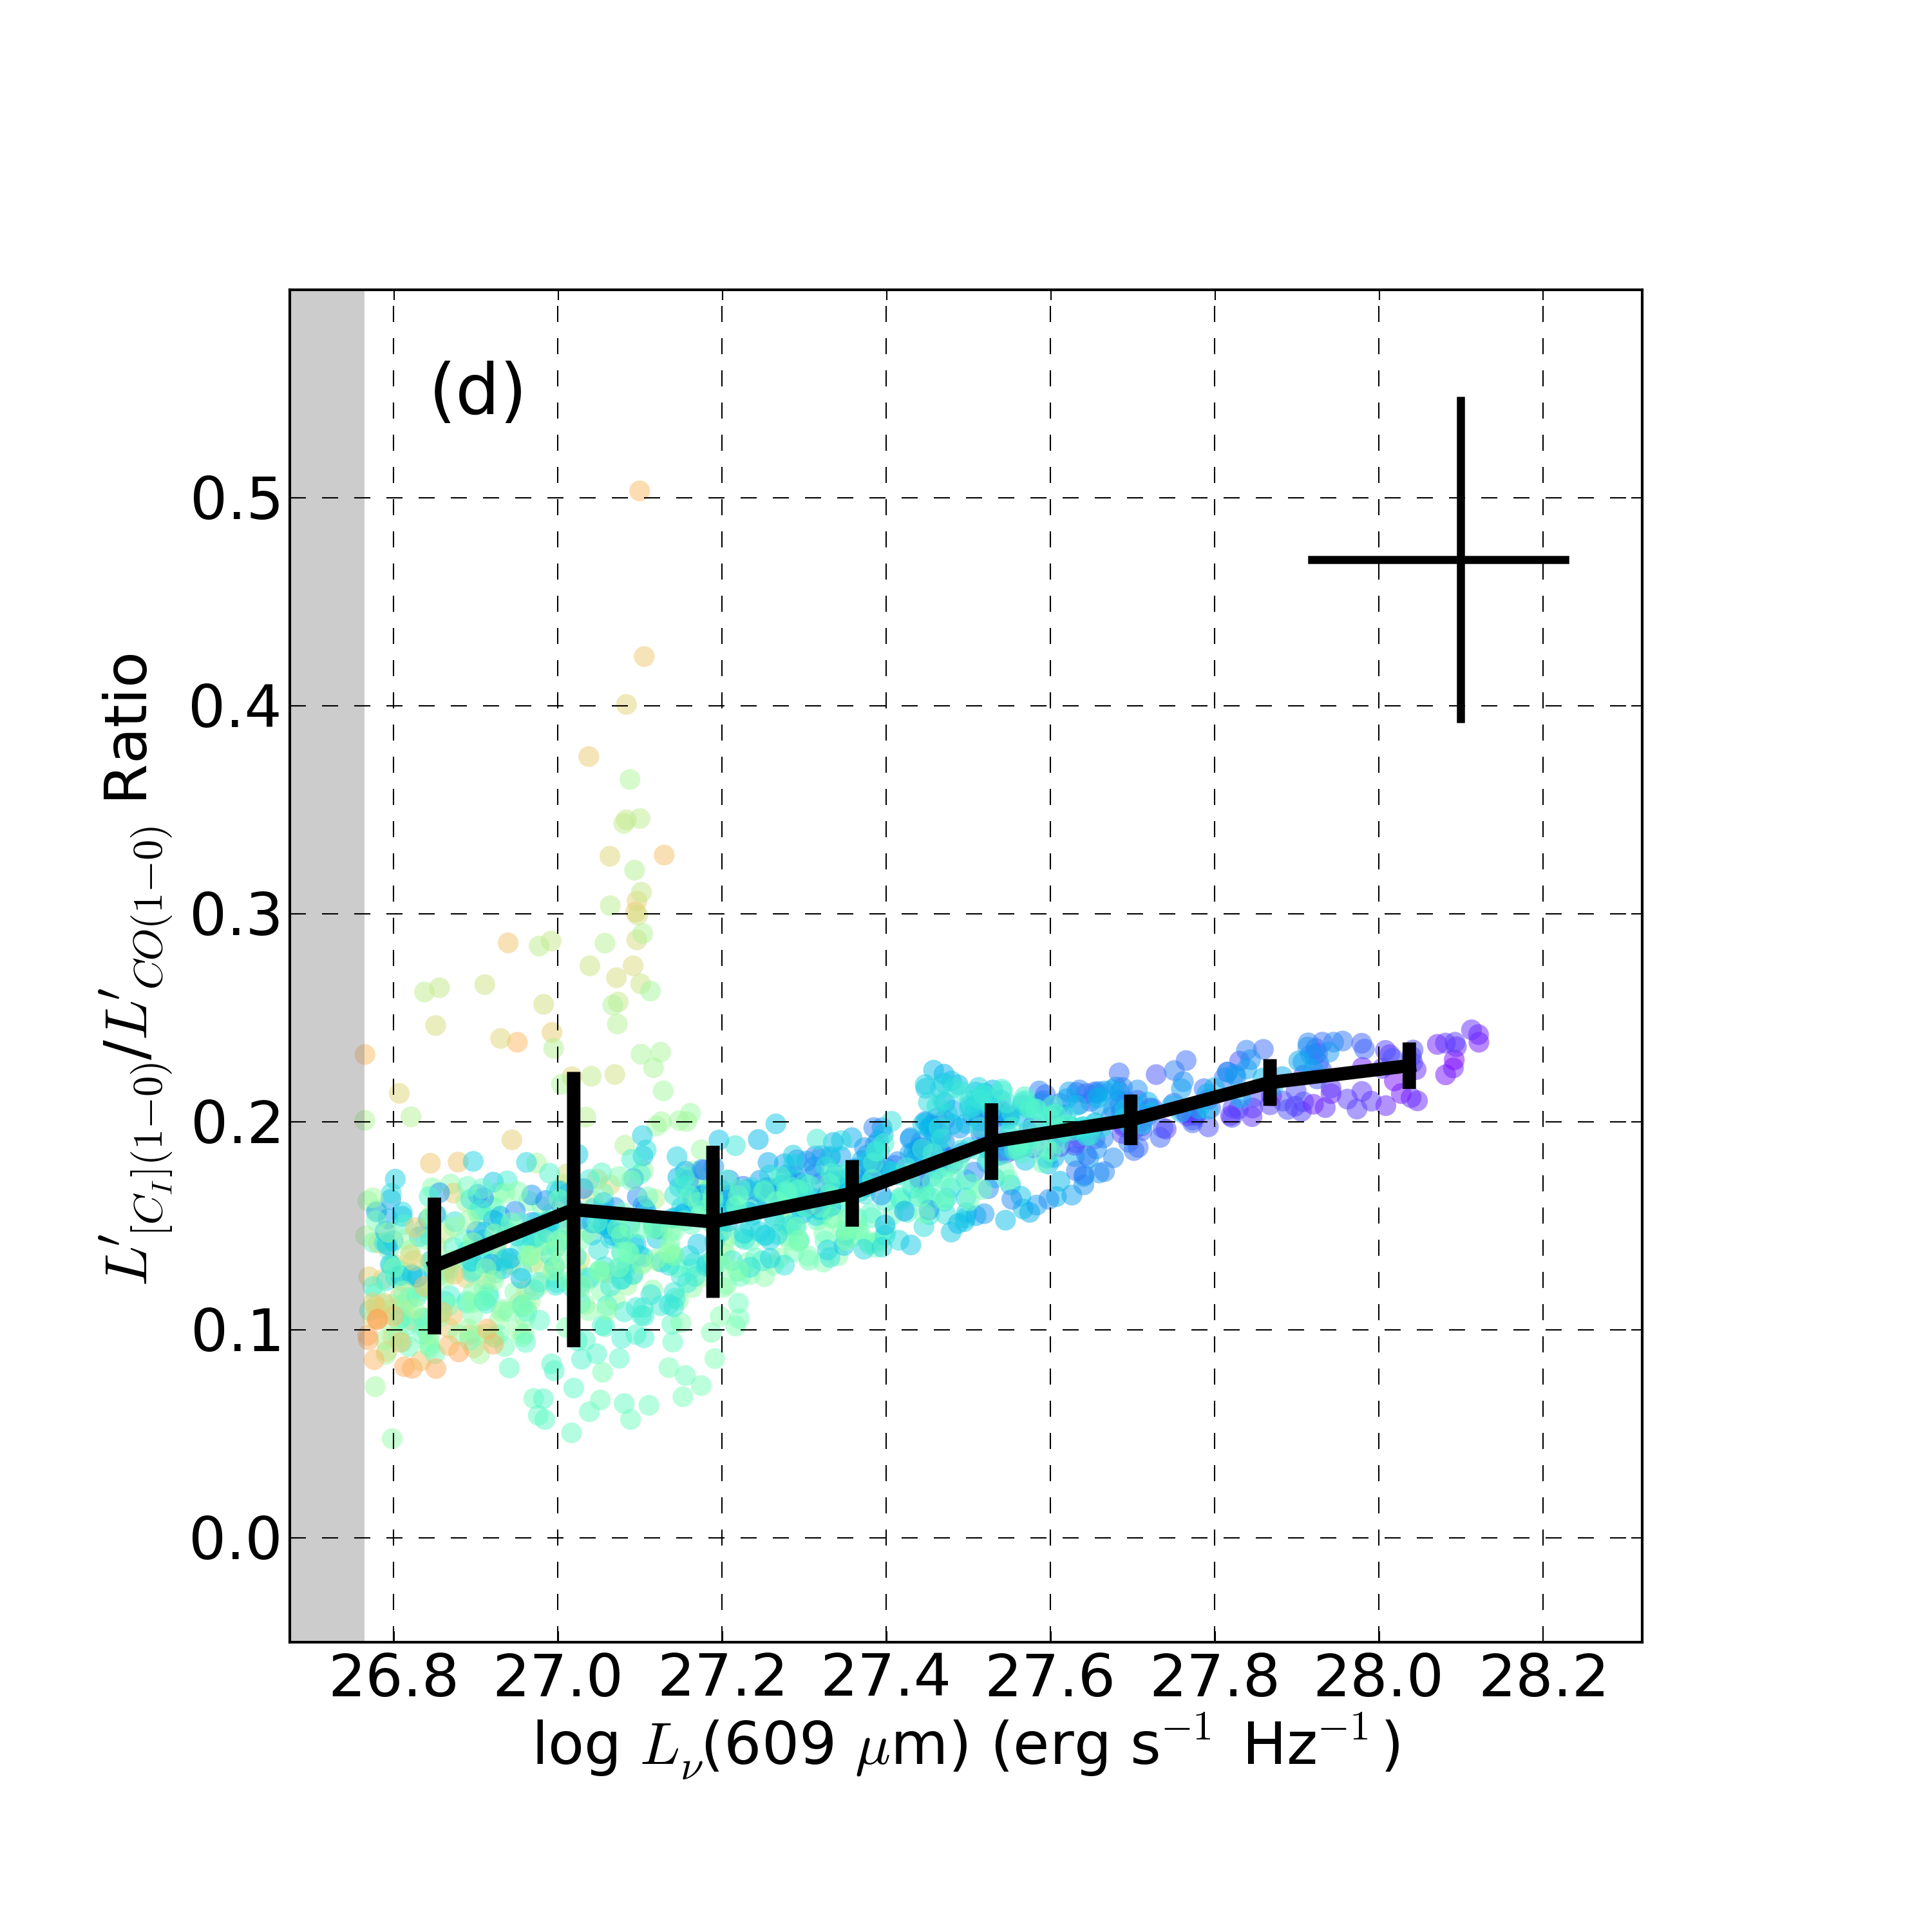 (d)
0.5
0.4
0.3
0.2
0.1
0.0
L′[C_I](1−0)/L′CO(1−0) Ratio
26.8 27.0 27.2 27.4 27.6 27.8 28.0 28.2
log Lν(609 μm) (erg s⁻¹ Hz⁻¹)